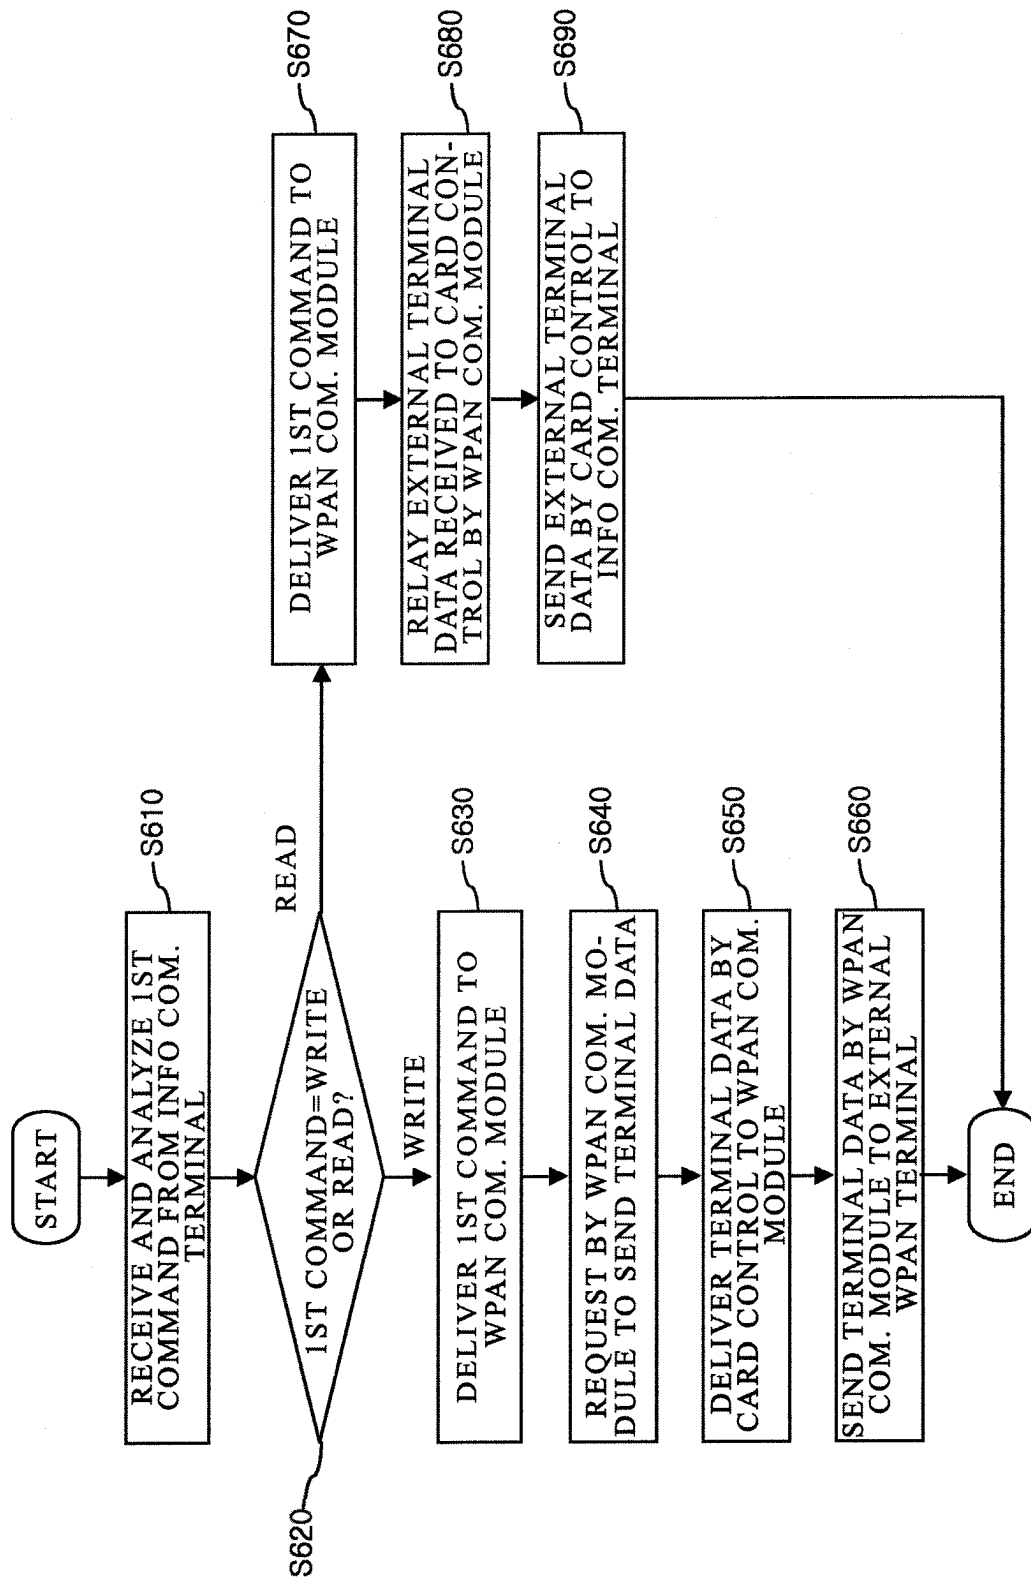 START
RECEIVE AND ANALYZE 1ST
COMMAND FROM INFO COM.
TERMINAL
S610
1ST COMMAND=WRITE
OR READ?
S620
READ
WRITE
DELIVER 1ST COMMAND TO
WPAN COM. MODULE
S630
REQUEST BY WPAN COM. MO-
DULE TO SEND TERMINAL DATA
S640
DELIVER TERMINAL DATA BY
CARD CONTROL TO WPAN COM.
MODULE
S650
SEND TERMINAL DATA BY WPAN
COM. MODULE TO EXTERNAL
WPAN TERMINAL
S660
DELIVER 1ST COMMAND TO
WPAN COM. MODULE
S670
RELAY EXTERNAL TERMINAL
DATA RECEIVED TO CARD CON-
TROL BY WPAN COM. MODULE
S680
SEND EXTERNAL TERMINAL
DATA BY CARD CONTROL TO
INFO COM. TERMINAL
S690
END